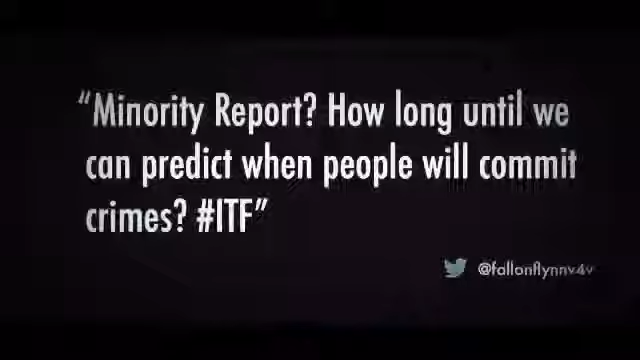 “Minority Report? How long until we
can predict when people will commit
crimes? #ITF”
@fallonflynnv4v